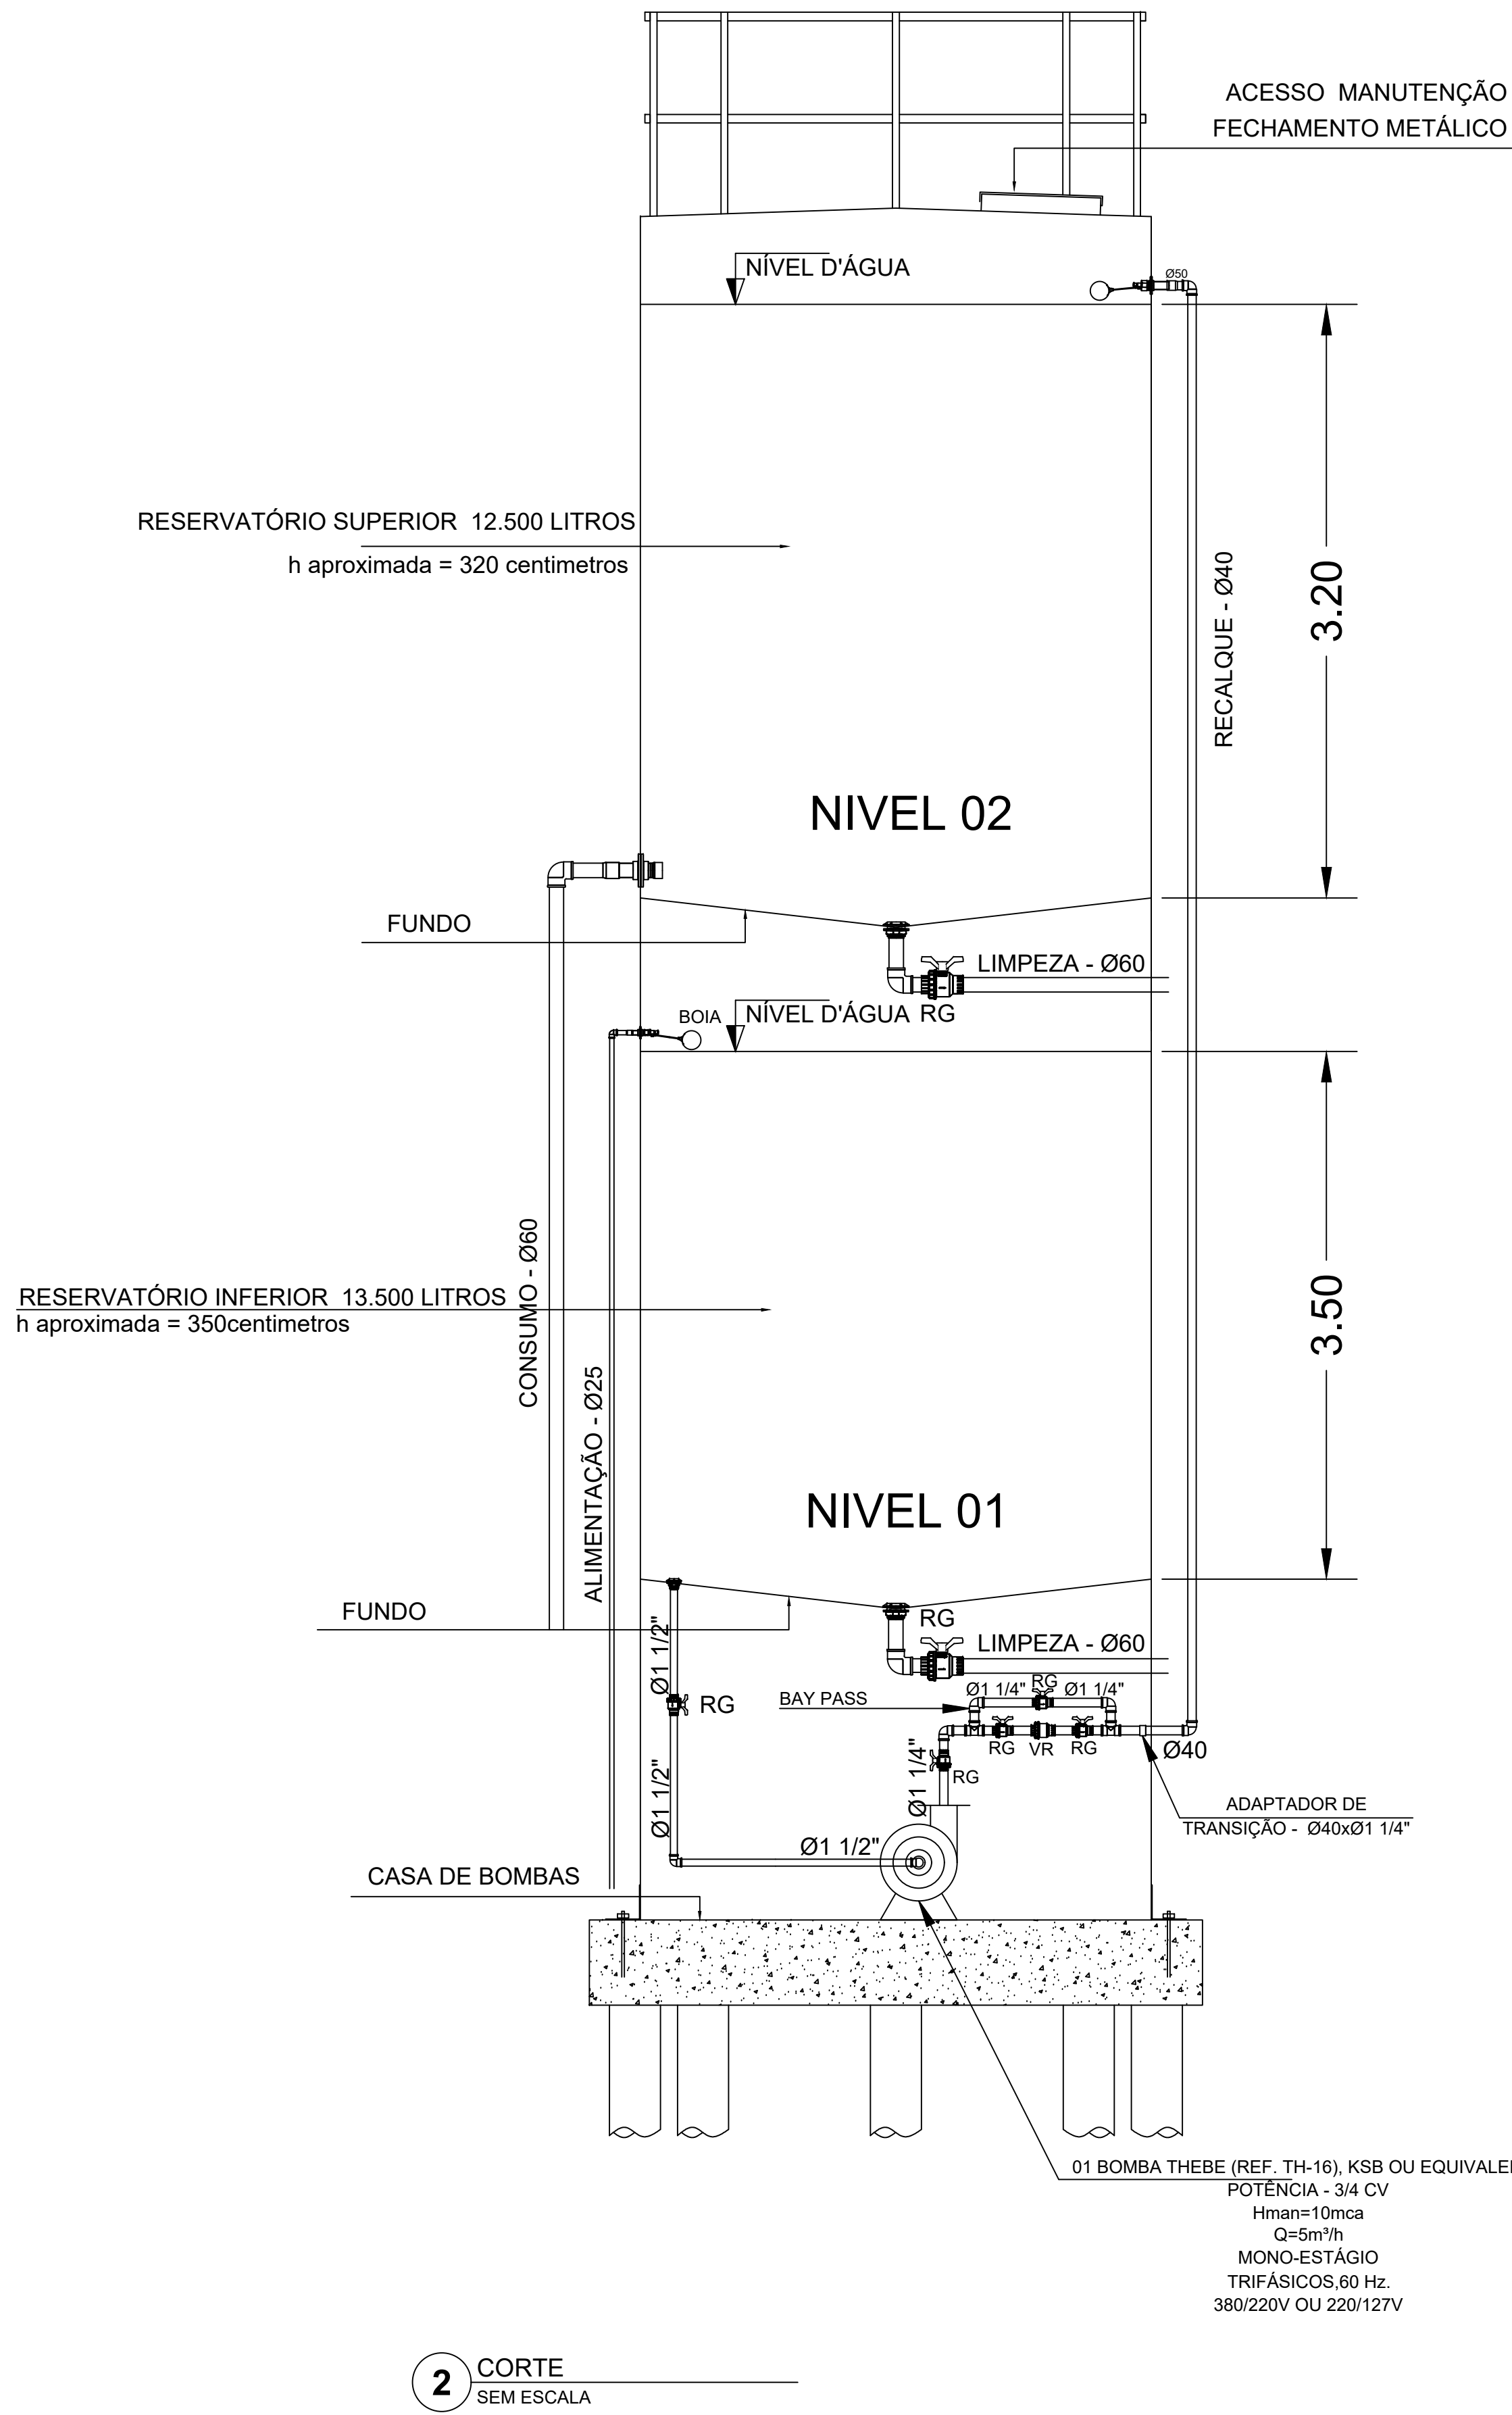 ACESSO MANUTENÇÃO
FECHAMENTO METÁLICO
NÍVEL D'ÁGUA
Ø50
RESERVATÓRIO SUPERIOR 12.500 LITROS
h aproximada = 320 centimetros
RECALQUE - Ø40
3.20
NIVEL 02
FUNDO
LIMPEZA - Ø60
BOIA
NÍVEL D'ÁGUA
RG
CONSUMO - Ø60
RESERVATÓRIO INFERIOR 13.500 LITROS
h aproximada = 350centimetros
3.50
ALIMENTAÇÃO - Ø25
NIVEL 01
FUNDO
RG
LIMPEZA - Ø60
Ø1 1/2"
RG
BAY PASS
Ø1 1/4"
RG
Ø1 1/4"
RG
VR
RG
Ø40
Ø1 1/2"
Ø1 1/4"
RG
ADAPTADOR DE
TRANSIÇÃO - Ø40xØ1 1/4"
Ø1 1/2"
CASA DE BOMBAS
01 BOMBA THEBE (REF. TH-16), KSB OU
POTÊNCIA - 3/4 CV
Hman=10mca
Q=5m³/h
MONO-ESTÁGIO
TRIFÁSICOS,60 Hz.
380/220V OU 220/127V
2
CORTE
SEM ESCALA